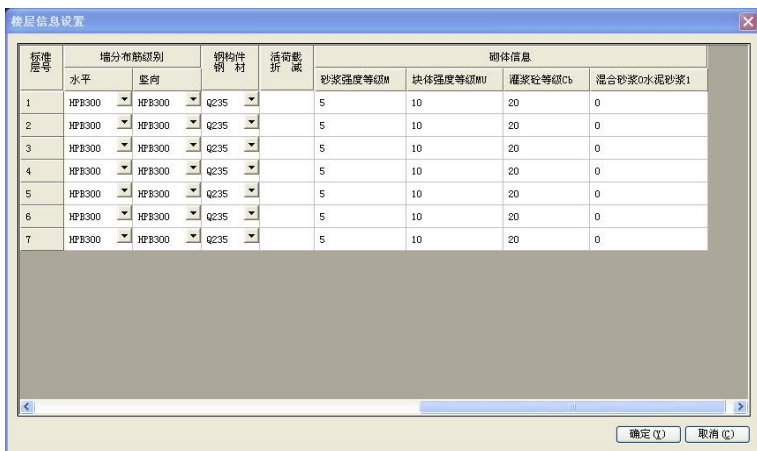 楼层信息设置
标准层号 墙分布筋级别 钢构件钢材 活荷载折减 砌体信息
水平 竖向 砂浆强度等级M 块体强度等级MU 灌浆砼等级Cb 混合砂浆0水泥砂浆1
1 HPB300 HPB300 Q235 5 10 20 0
2 HPB300 HPB300 Q235 5 10 20 0
3 HPB300 HPB300 Q235 5 10 20 0
4 HPB300 HPB300 Q235 5 10 20 0
5 HPB300 HPB300 Q235 5 10 20 0
6 HPB300 HPB300 Q235 5 10 20 0
7 HPB300 HPB300 Q235 5 10 20 0
确定(Y) 取消(C)